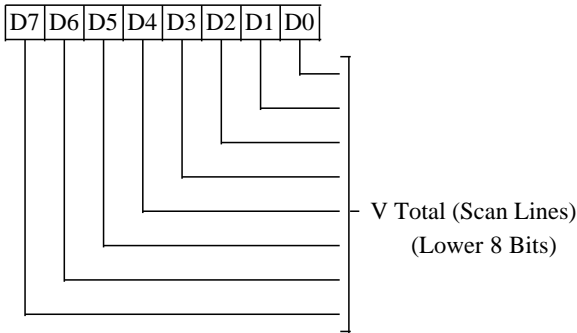 D7 D6 D5 D4 D3 D2 D1 D0
V Total (Scan Lines)
(Lower 8 Bits)